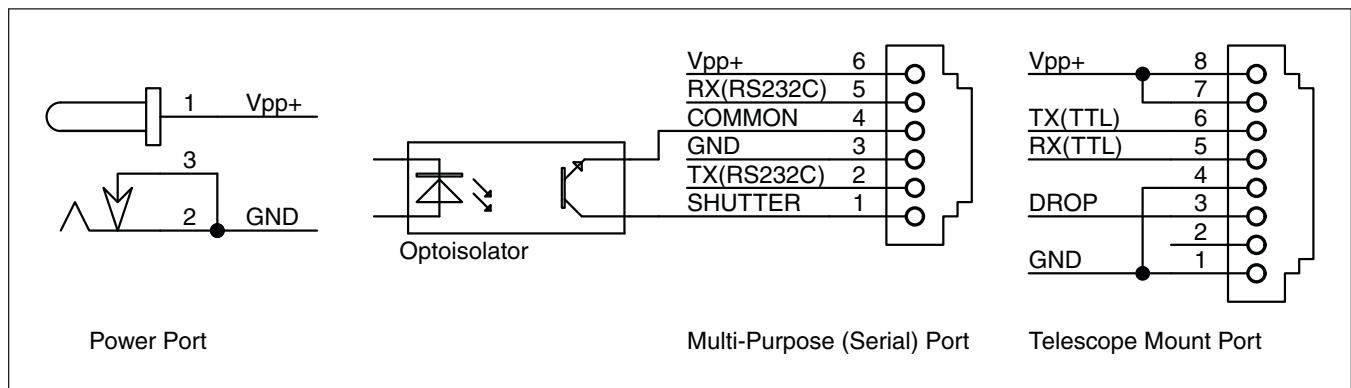 1 Vpp+
3
2 GND
Power Port
Optoisolator
Vpp+ 6
RX(RS232C) 5
COMMON 4
GND 3
TX(RS232C) 2
SHUTTER 1
Multi-Purpose (Serial) Port
Vpp+ 8
7
TX(TTL) 6
RX(TTL) 5
4
DROP 3
2
GND 1
Telescope Mount Port